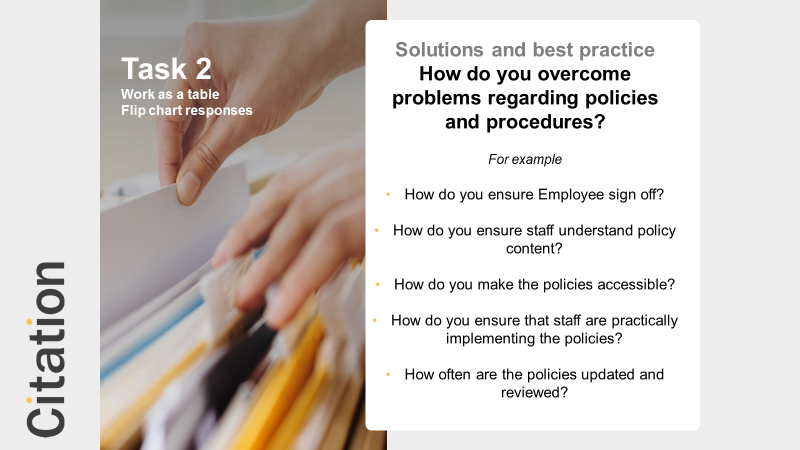 Task 2
Work as a table
Flip chart responses
Solutions and best practice
How do you overcome
problems regarding policies
and procedures?
For example
• How do you ensure Employee sign off?
• How do you ensure staff understand policy
content?
• How do you make the policies accessible?
• How do you ensure that staff are practically
implementing the policies?
• How often are the policies updated and
reviewed?
Citation